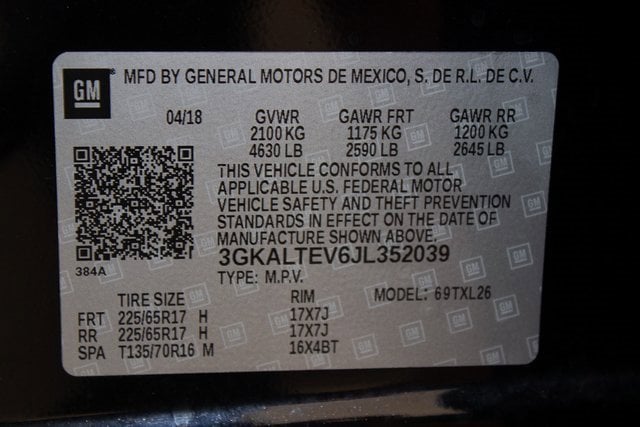 GM ® MFD BY GENERAL MOTORS DE MEXICO, S. DE R.L. DE C.V.
04/18 GVWR GAWR FRT GAWR RR
2100 KG 1175 KG 1200 KG
4630 LB 2590 LB 2645 LB
THIS VEHICLE CONFORMS TO ALL
APPLICABLE U.S. FEDERAL MOTOR
VEHICLE SAFETY AND THEFT PREVENTION
STANDARDS IN EFFECT ON THE DATE OF
MANUFACTURE SHOWN ABOVE.
384A
3GKALTEV6JL352039
TYPE: M.P.V.
TIRE SIZE RIM MODEL: 69TXL26
FRT 225/65R17 H 17X7J
RR 225/65R17 H 17X7J
SPA T135/70R16 M 16X4BT